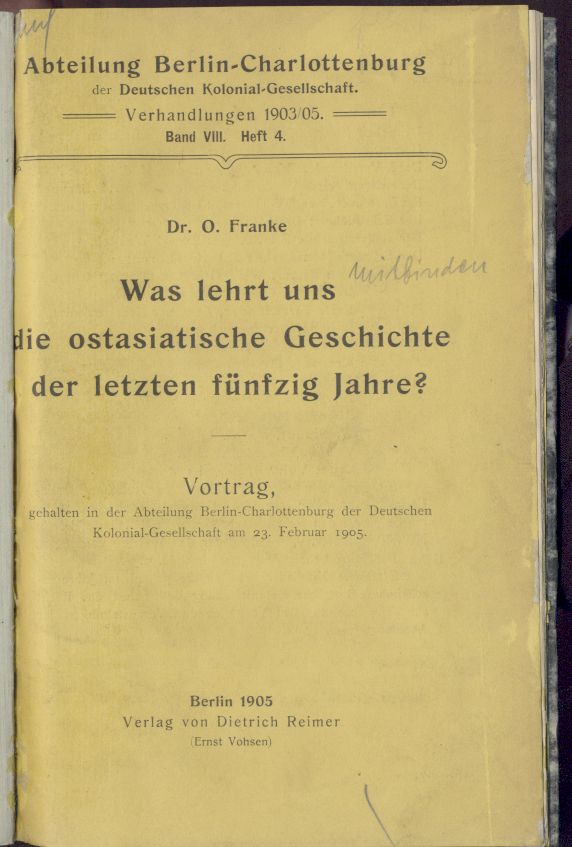 Abteilung Berlin-Charlottenburg
der Deutschen Kolonial-Gesellschaft.
Verhandlungen 1903/05.
Band VIII. Heft 4.
Dr. O. Franke
mitbinden
Was lehrt uns
die ostasiatische Geschichte
der letzten fünfzig Jahre?
Vortrag,
gehalten in der Abteilung Berlin-Charlottenburg der Deutschen
Kolonial-Gesellschaft am 23. Februar 1905.
Berlin 1905
Verlag von Dietrich Reimer
(Ernst Vohsen)